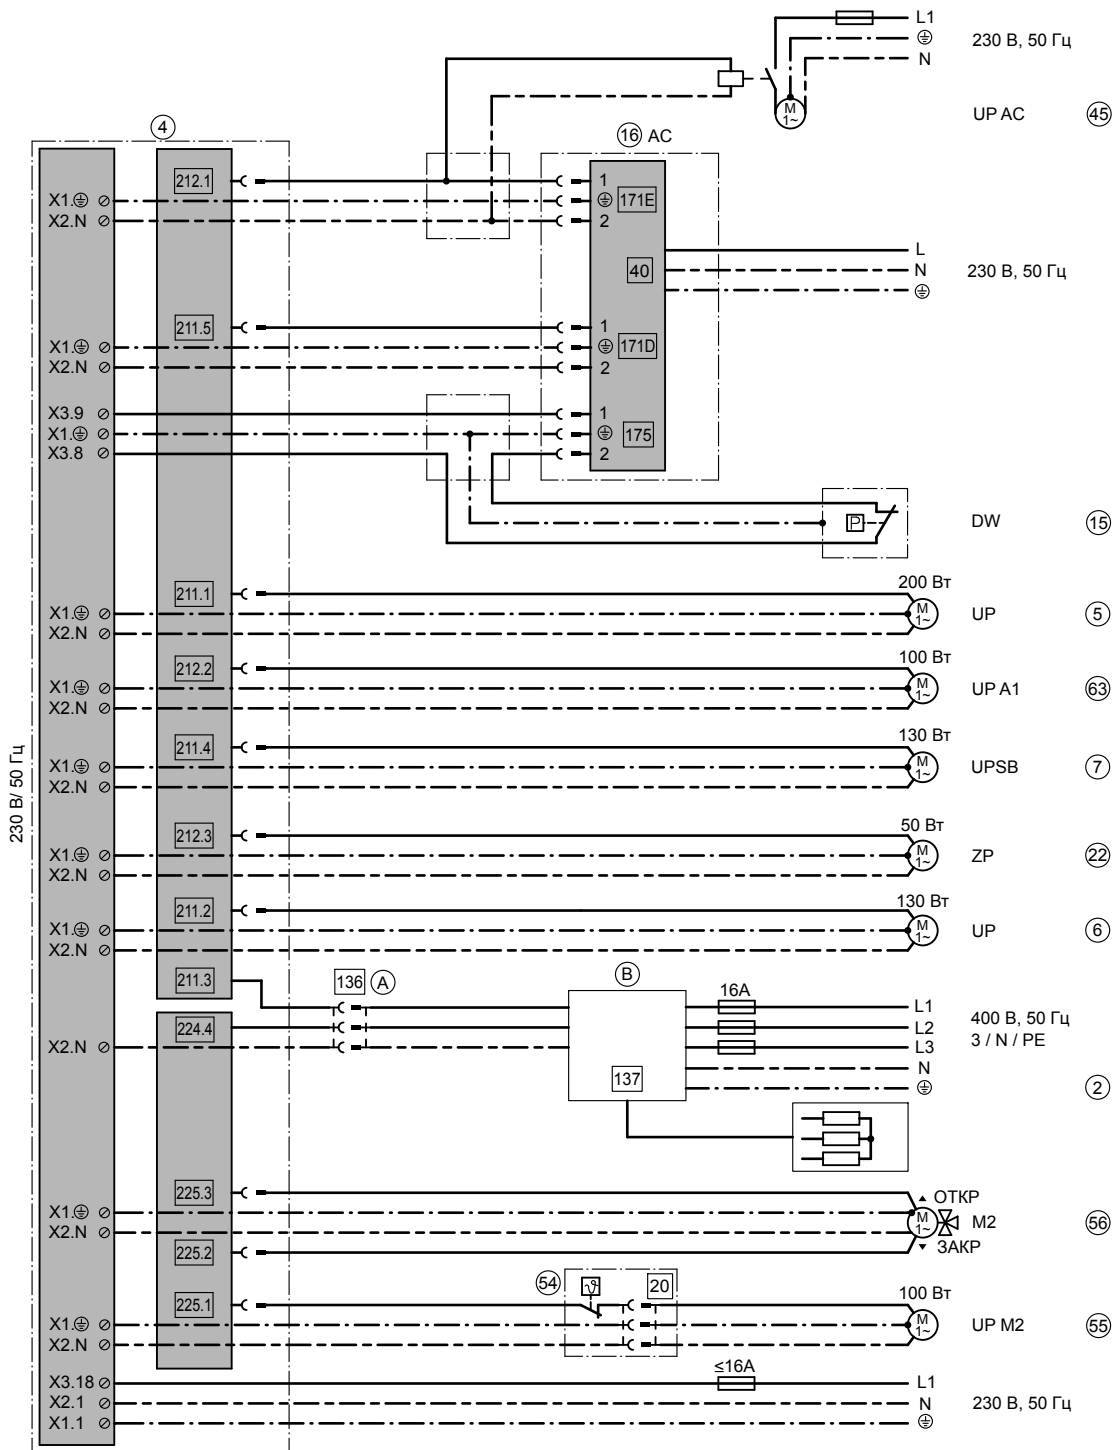 L1
230 В, 50 Гц
N
M
1~
UP AC
45
4
16 AC
212.1
1
171E
X1.
X2.N
2
L
40
N
230 В, 50 Гц
211.5
1
X1.
171D
X2.N
2
X3.9
1
X1.
175
X3.8
2
P
DW
15
211.1
200 Вт
X1.
M
1~
UP
5
X2.N
212.2
100 Вт
X1.
M
1~
UP A1
63
X2.N
211.4
130 Вт
X1.
M
1~
UPSB
7
X2.N
230 В/ 50 Гц
212.3
50 Вт
X1.
M
1~
ZP
22
X2.N
211.2
130 Вт
X1.
M
1~
UP
6
X2.N
211.3
136
A
B
16A
L1
224.4
L2
400 В, 50 Гц
X2.N
L3
3 / N / PE
N
137
2
225.3
ОТКР
X1.
M
1~
M2
56
X2.N
225.2
ЗАКР
54
ϑ
20
225.1
100 Вт
X1.
M
1~
UP M2
55
X2.N
≤16A
X3.18
L1
X2.1
N
230 В, 50 Гц
X1.1